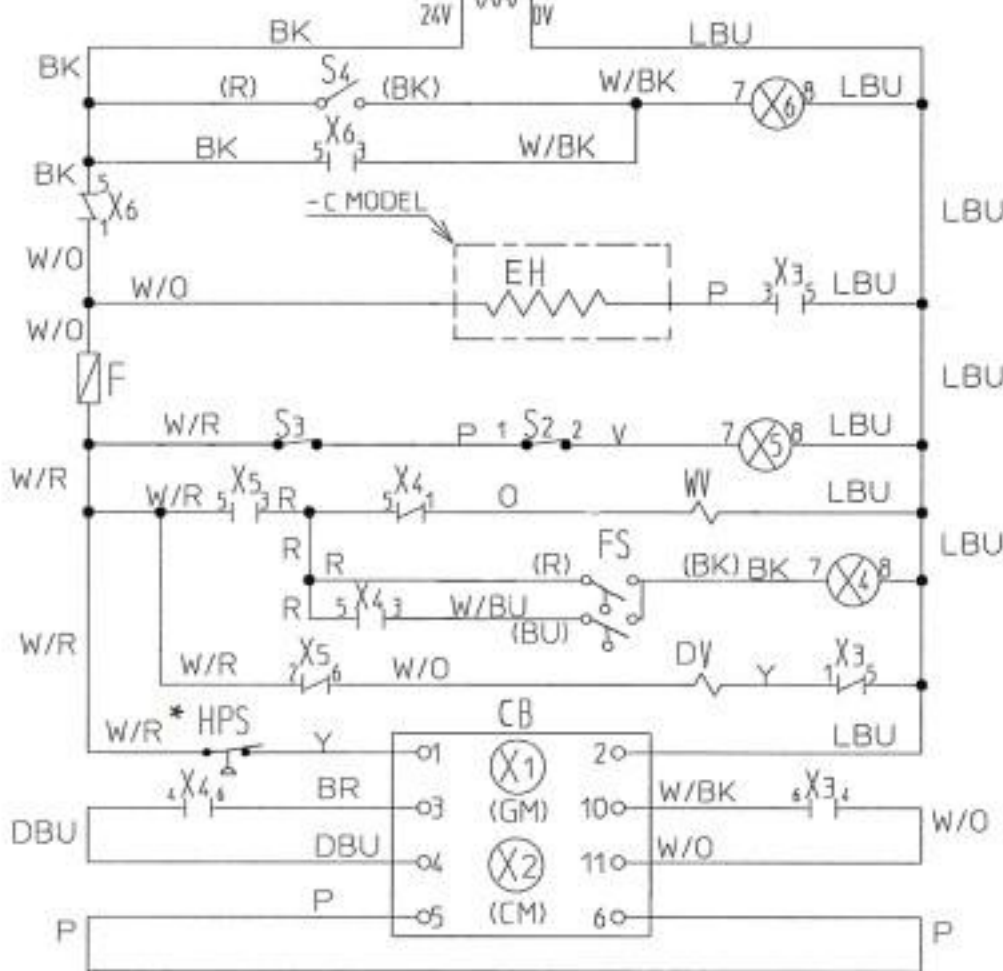 24V 0V
BK LBU
BK (R) S4 (BK) W/BK 7 X6 8 LBU
BK 5 X6 3 W/BK
BK 5 X6 1
-C MODEL LBU
W/O W/O EH P 3 X3 5 LBU
W/O
F LBU
W/R S3 P 1 S2 2 V 7 X5 8 LBU
W/R W/R 5 X5 3 R 5 X4 1 O WV LBU
R R (R) FS (BK) BK 7 X4 8 LBU
R 5 X4 3 W/BU (BU)
W/R W/R 2 X5 6 W/O DV Y 1 X3 5
CB
W/R * HPS Y 1 X1 2 LBU
4 X4 6 BR 3 (GM) 10 W/BK 6 X3 4
DBU DBU 4 X2 11 W/O W/O
P 5 (CM) 6
P P